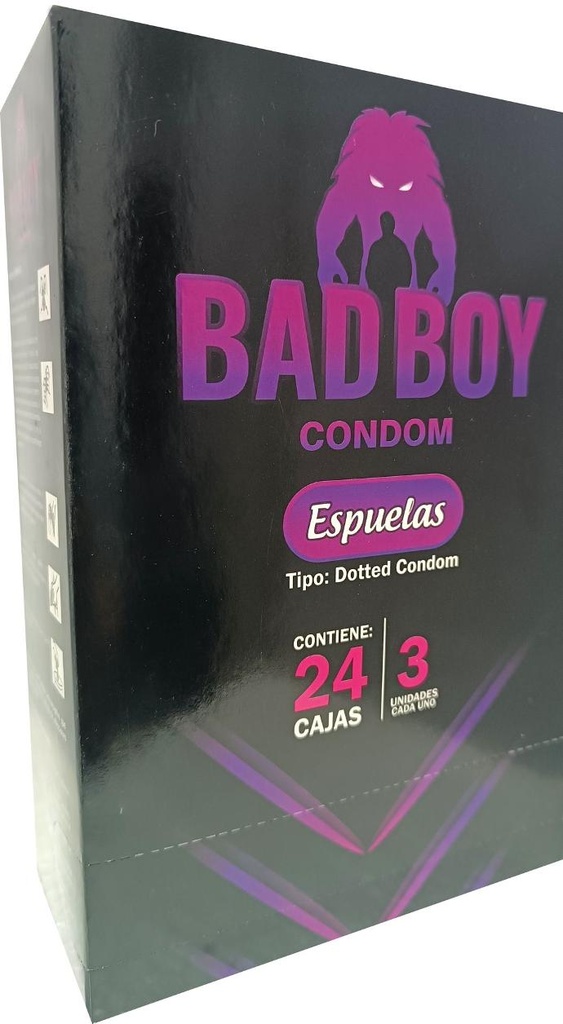 BAD BOY
CONDOM
Espuelas
Tipo: Dotted Condom
CONTIENE:
24
CAJAS
3
UNIDADES
CADA UNO